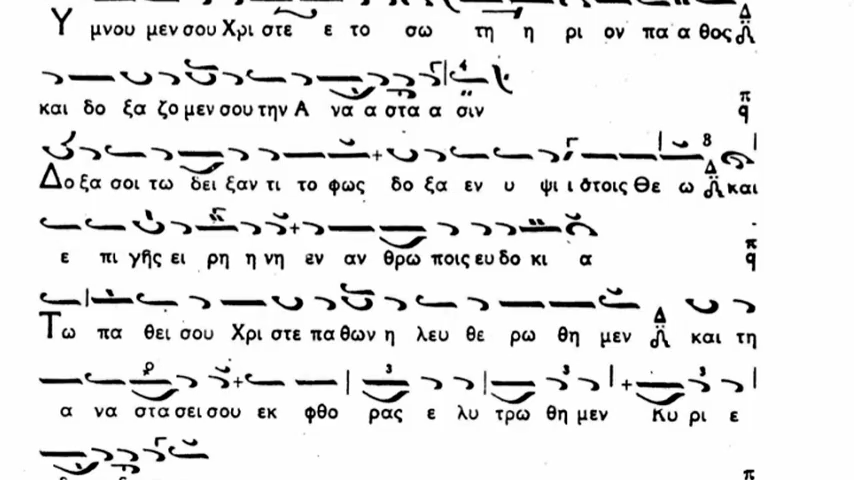 Υ μνου μεν σου Χρι στε ε το σω τη η ρι ον πα α θος Δ
και δο ξα ζο μεν σου την Α να α στα α σιν π q
Δο ξα σοι τω δει ξαν τι το φως δο ξα εν υ ψι ι στοις Θε ω Δ και
ε πι γῆς ει ρη η νη εν αν θρω ποις ευ δο κι α π q
Τω πα θει σου Χρι στε πα θων η λευ θε ρω θη μεν Δ και τη
α να στα σει σου εκ φθο ρας ε λυ τρω θη μεν Κυ ρι ε
π